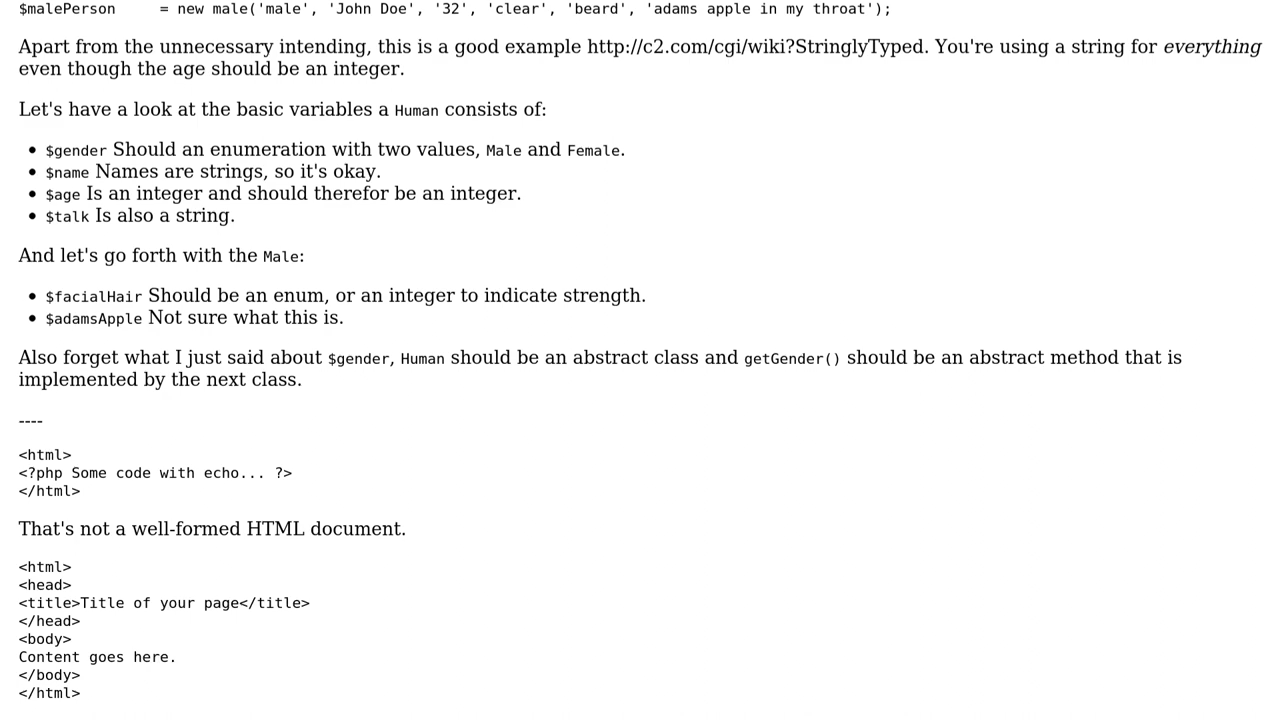 $malePerson     = new male('male', 'John Doe', '32', 'clear', 'beard', 'adams apple in my throat');
Apart from the unnecessary intending, this is a good example http://c2.com/cgi/wiki?StringlyTyped. You're using a string for everything
even though the age should be an integer.
Let's have a look at the basic variables a Human consists of:
• $gender Should an enumeration with two values, Male and Female.
• $name Names are strings, so it's okay.
• $age Is an integer and should therefor be an integer.
• $talk Is also a string.
And let's go forth with the Male:
• $facialHair Should be an enum, or an integer to indicate strength.
• $adamsApple Not sure what this is.
Also forget what I just said about $gender, Human should be an abstract class and getGender() should be an abstract method that is
implemented by the next class.
----
<html>
<?php Some code with echo... ?>
</html>
That's not a well-formed HTML document.
<html>
<head>
<title>Title of your page</title>
</head>
<body>
Content goes here.
</body>
</html>